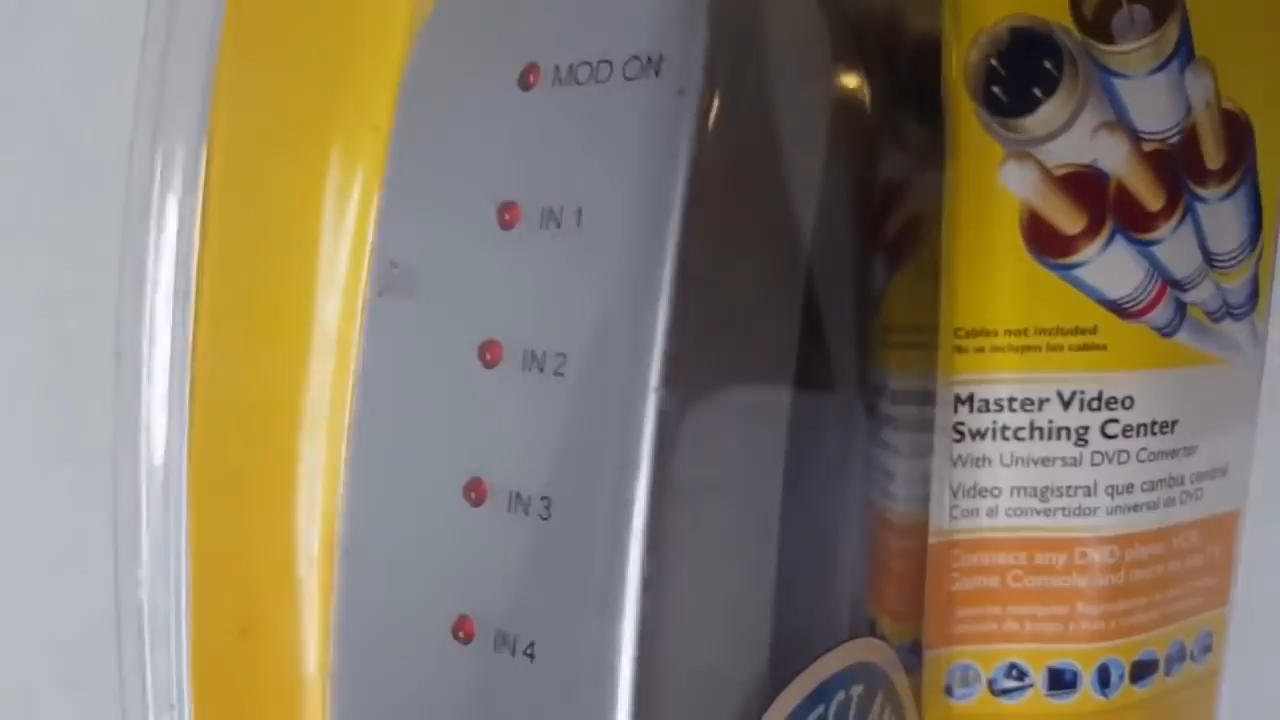 MOD ON
IN 1
IN 2
IN 3
IN 4
Cables not included
No se incluyen los cables
Master Video
Switching Center
With Universal DVD Converter
Video magistral que cambia central
Con el convertidor universal de DVD
Connect any DVD player, VCR,
Game Console and more to any
ECT